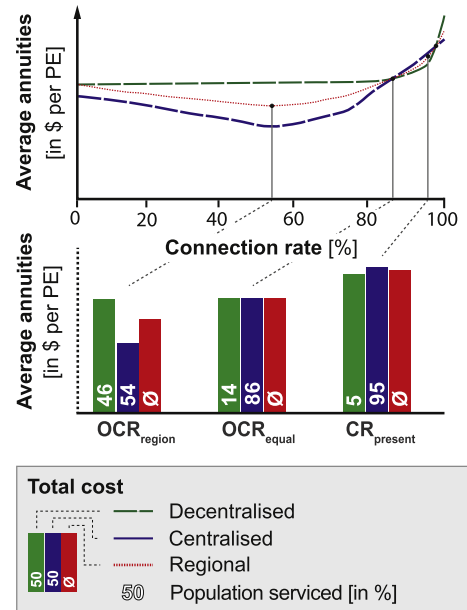 Average annuities
[in $ per PE]
0 20 40 60 80 100
Connection rate [%]
Average annuities
[in $ per PE]
46 54 Ø 14 86 Ø 5 95 Ø
OCRregion OCRequal CRpresent
Total cost
Decentralised
Centralised
Regional
50 50 Ø
50 Population serviced [in %]